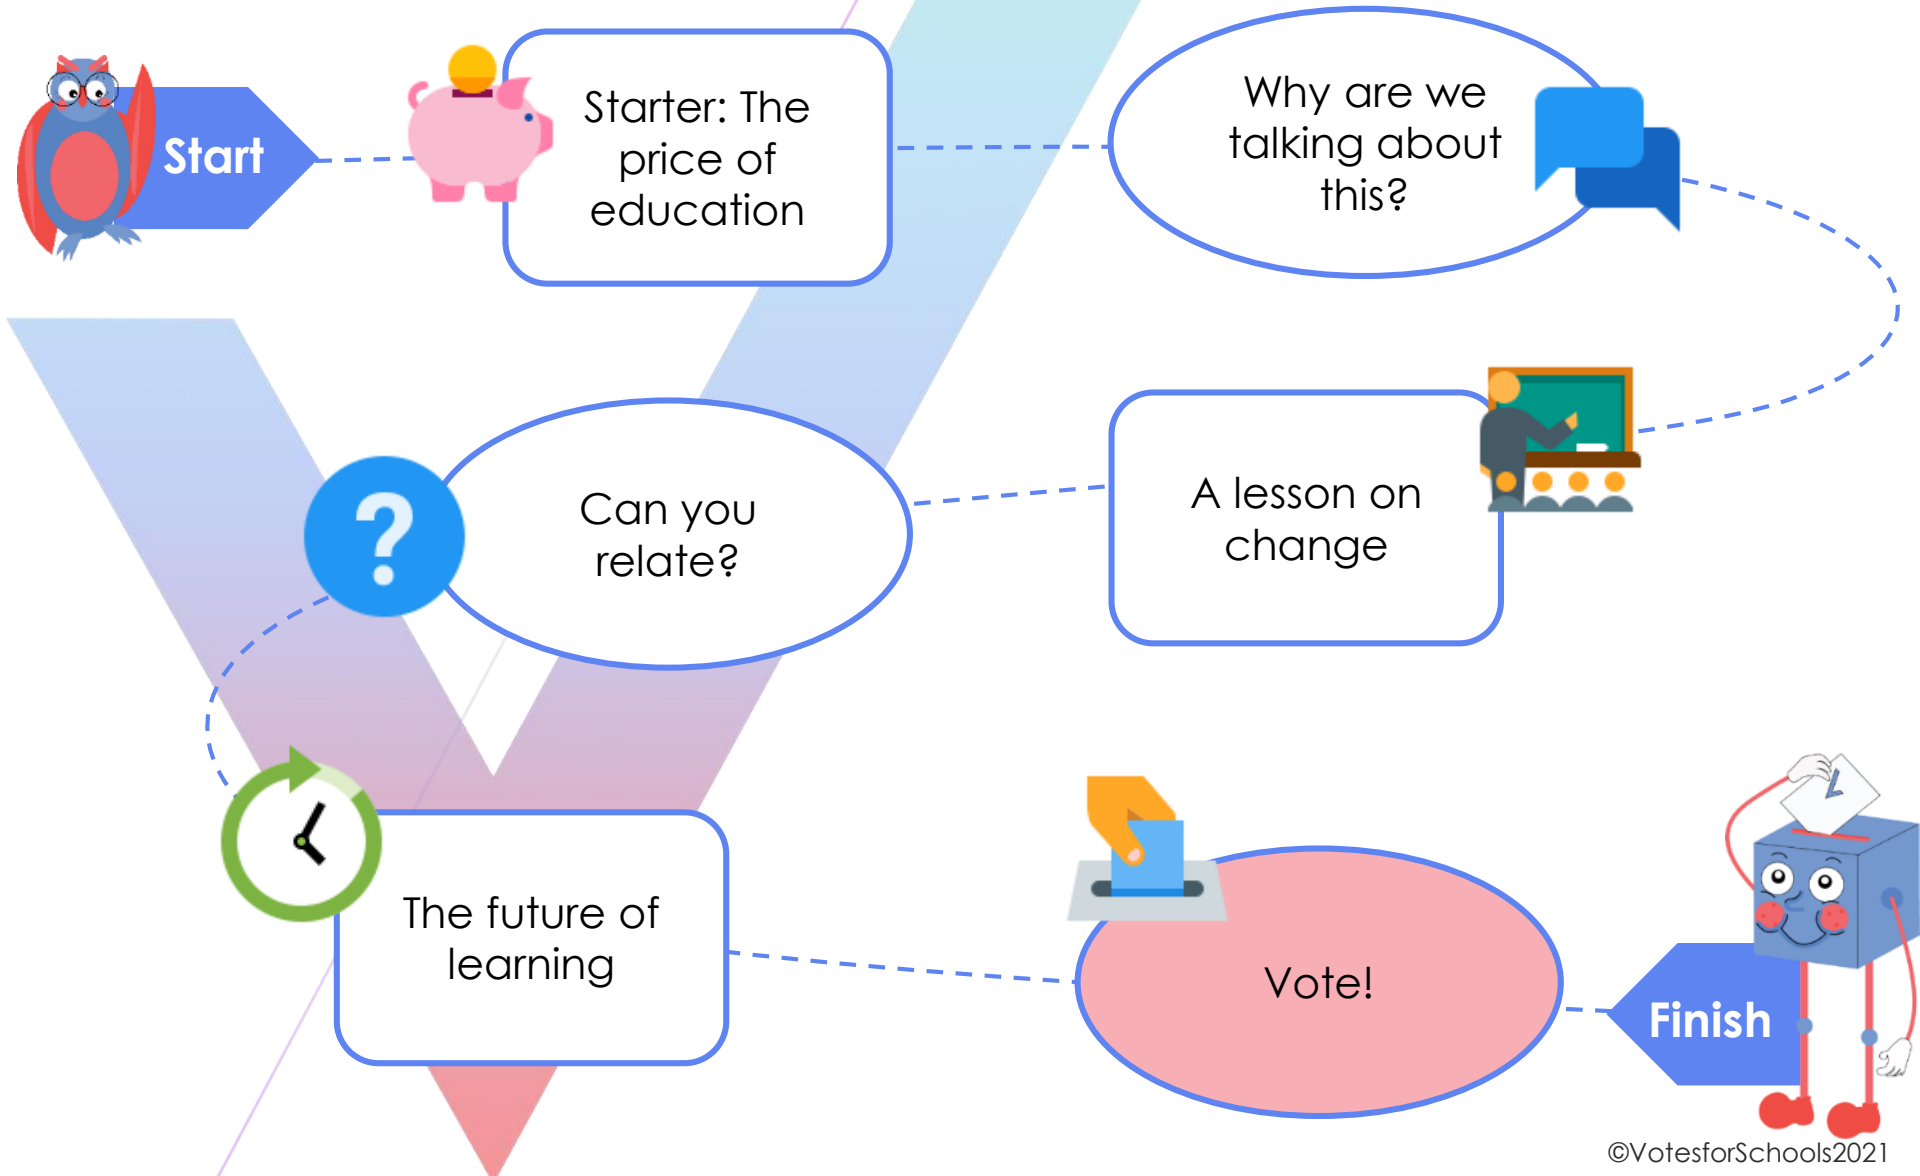 Start
Starter: The
price of
education
Why are we
talking about
this?
A lesson on
change
Can you
relate?
The future of
learning
Vote!
Finish
©VotesforSchools2021